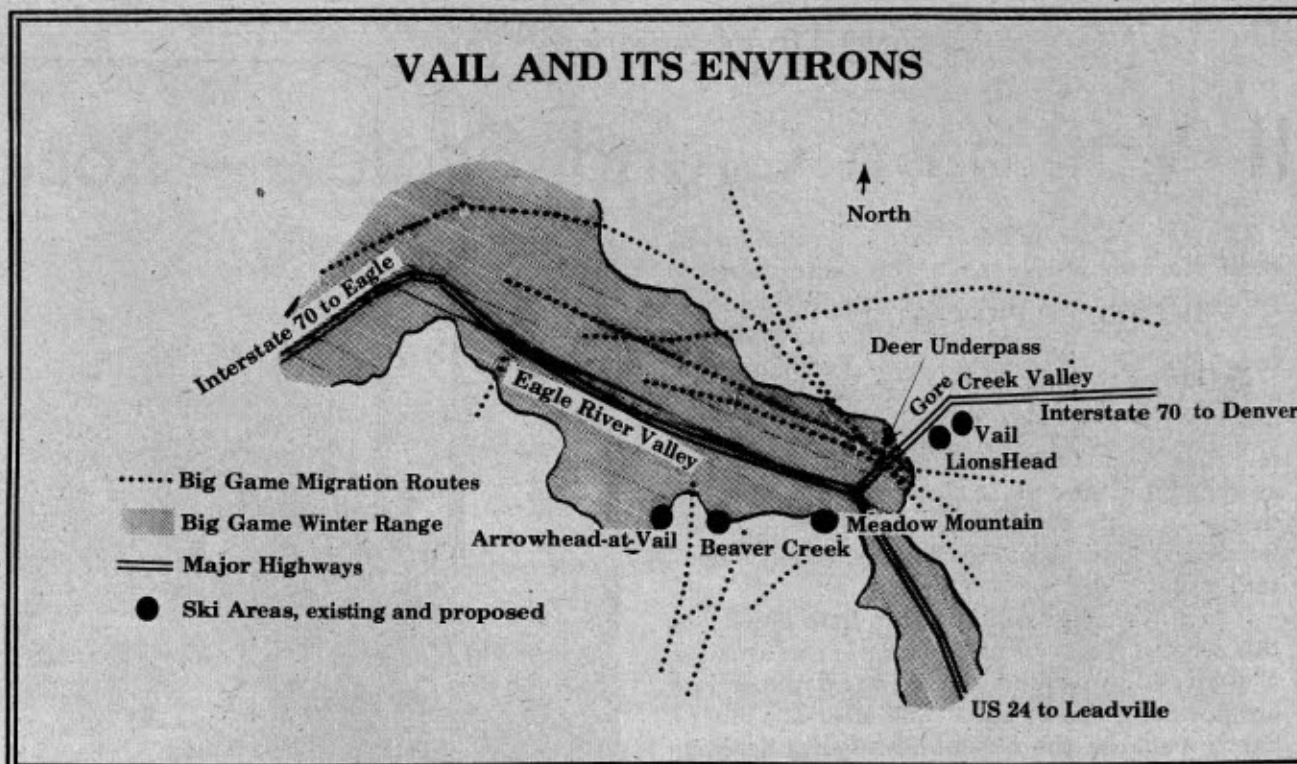 VAIL AND ITS ENVIRONS
North
Interstate 70 to Eagle
Deer Underpass
Gore Creek Valley
Interstate 70 to Denver
Vail
LionsHead
Eagle River Valley
Big Game Migration Routes
Big Game Winter Range
Arrowhead-at-Vail
Beaver Creek
Meadow Mountain
Major Highways
Ski Areas, existing and proposed
US 24 to Leadville